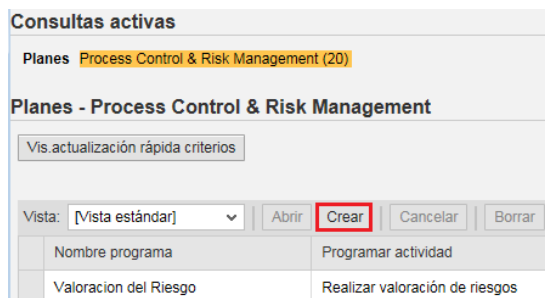 Consultas activas
Planes Process Control & Risk Management (20)
Planes - Process Control & Risk Management
Vis.actualización rápida criterios
Vista: [Vista estándar] Abrir Crear Cancelar Borrar
Nombre programa Programar actividad
Valoracion del Riesgo Realizar valoración de riesgos